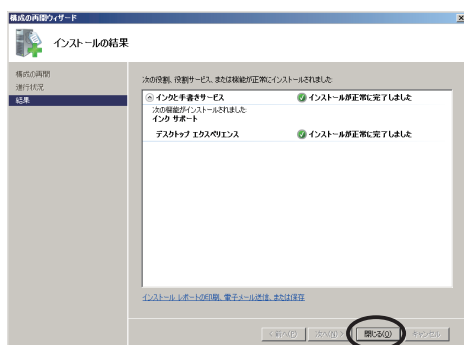 構成の再開ウィザード
インストールの結果
構成の再開
進行状況
結果
次の役割、役割サービス、または機能が正常にインストールされました:
インクと手書きサービス
インストールが正常に完了しました
次の機能がインストールされました:
インク サポート
デスクトップ エクスペリエンス
インストールが正常に完了しました
インストール レポートの印刷、電子メール送信、または保存
< 前へ(P)
次へ(N) >
閉じる(O)
キャンセル